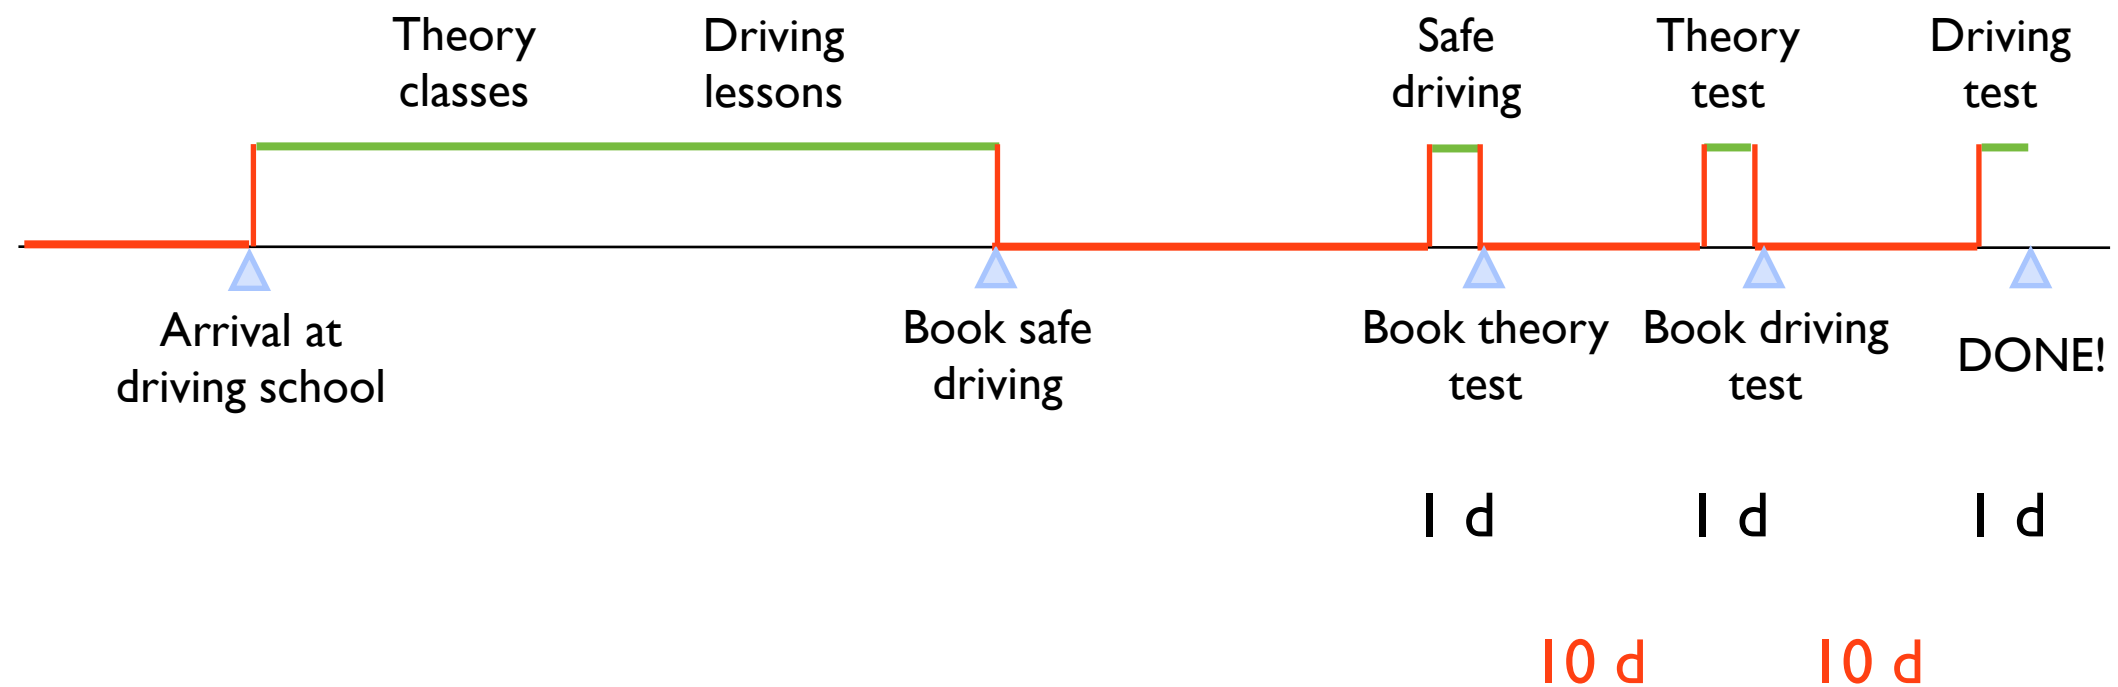 Theory classes
Driving lessons
Safe driving
Theory test
Driving test
Arrival at driving school
Book safe driving
Book theory test
Book driving test
DONE!
1 d
1 d
1 d
10 d
10 d